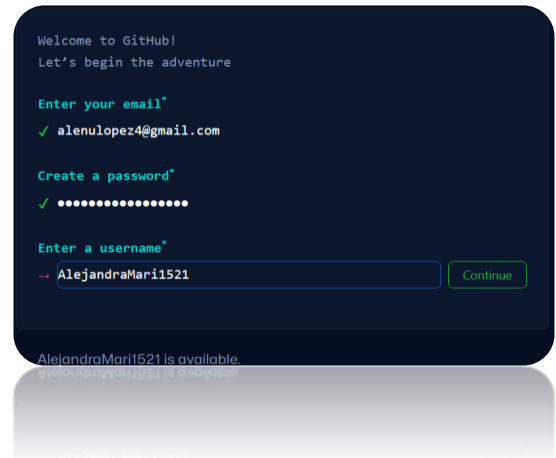 Welcome to GitHub!
Let’s begin the adventure
Enter your email*
✓ alenulopez4@gmail.com
Create a password*
✓ •••••••••••••••••
Enter a username*
→ AlejandraMari1521 Continue
AlejandraMari1521 is available.